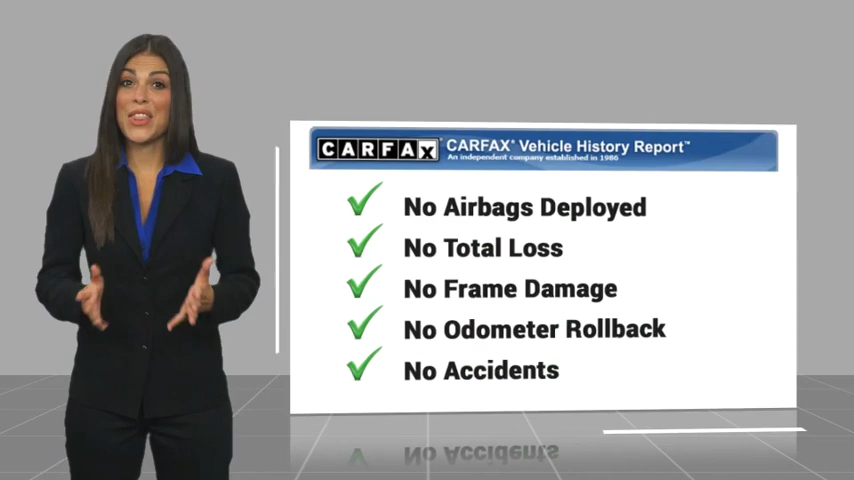 CARFAX CARFAX® Vehicle History Report™
An independent company established in 1986
No Airbags Deployed
No Total Loss
No Frame Damage
No Odometer Rollback
No Accidents
No Accidents